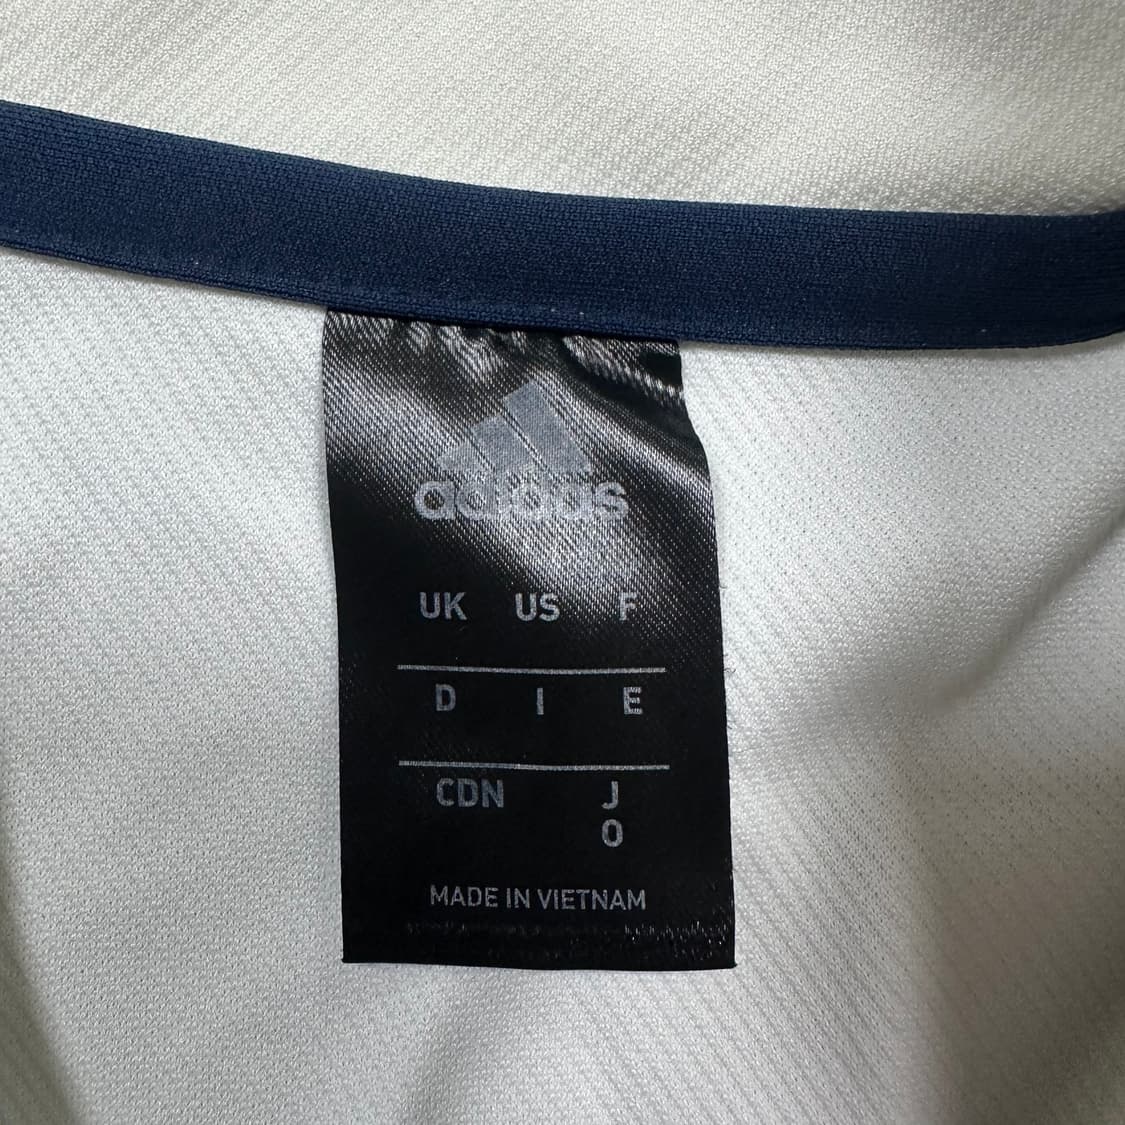 adidas
UK US F
D I E
CDN J
O
MADE IN VIETNAM